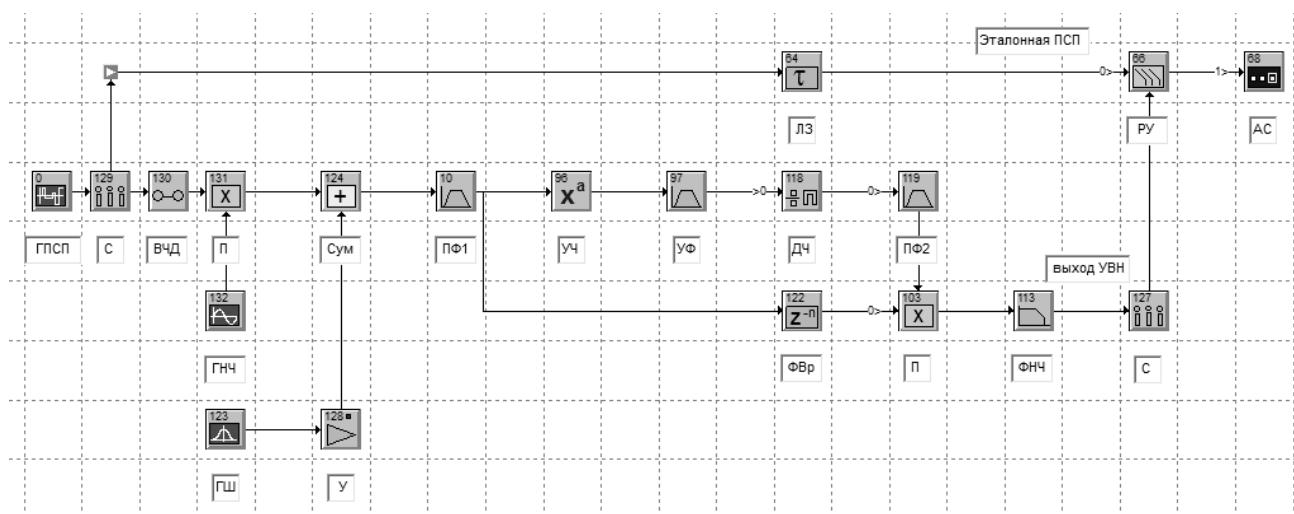 Эталонная ПСП
64
τ
0>
66
1>
68
ЛЗ
РУ
АС
0
129
130
131
X
124
+
10
96
xᵃ
97
>0
118
0>
119
ГПСП
С
ВЧД
П
Сум
ПФ1
УЧ
УФ
ДЧ
ПФ2
выход УВН
132
122
z⁻ⁿ
0>
103
X
113
127
ГНЧ
ФВр
П
ФНЧ
С
123
128
ГШ
У